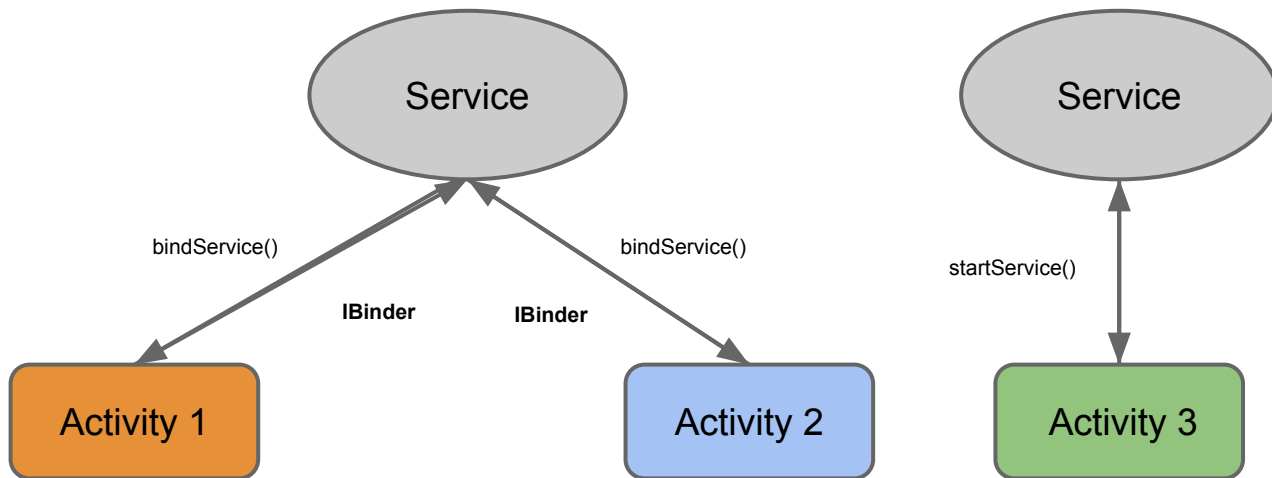 Service
Service
bindService()
bindService()
startService()
IBinder
IBinder
Activity 1
Activity 2
Activity 3